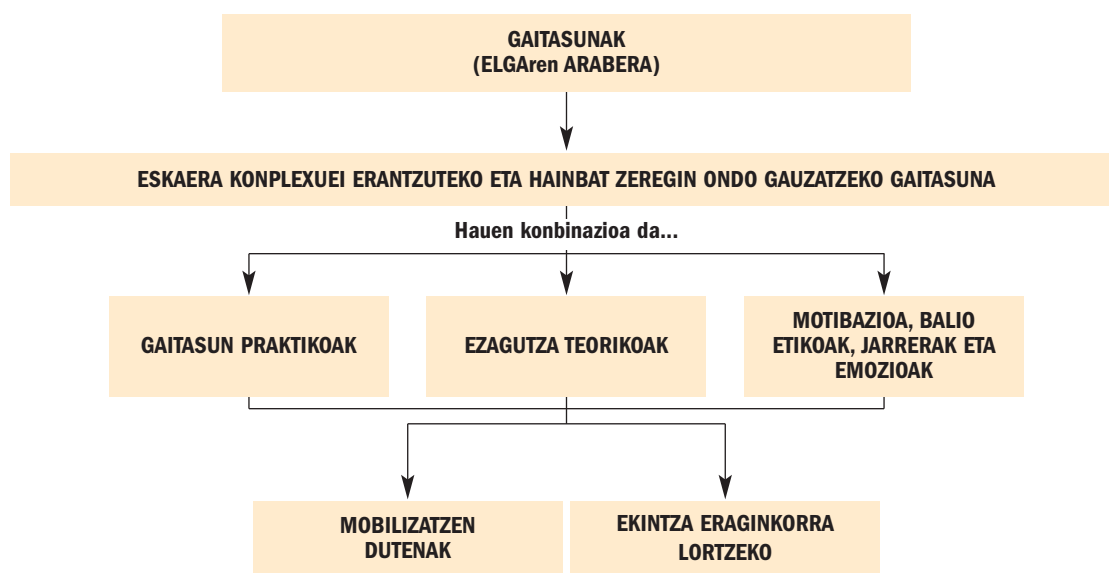 GAITASUNAK
(ELGAren ARABERA)
ESKAERA KONPLEXUEI ERANTZUTEKO ETA HAINBAT ZEREGIN ONDO GAUZATZEKO GAITASUNA
Hauen konbinazioa da...
GAITASUN PRAKTIKOAK
EZAGUTZA TEORIKOAK
MOTIBAZIOA, BALIO
ETIKOAK, JARRERAK ETA
EMOZIOAK
MOBILIZATZEN
DUTENAK
EKINTZA ERAGINKORRA
LORTZEKO